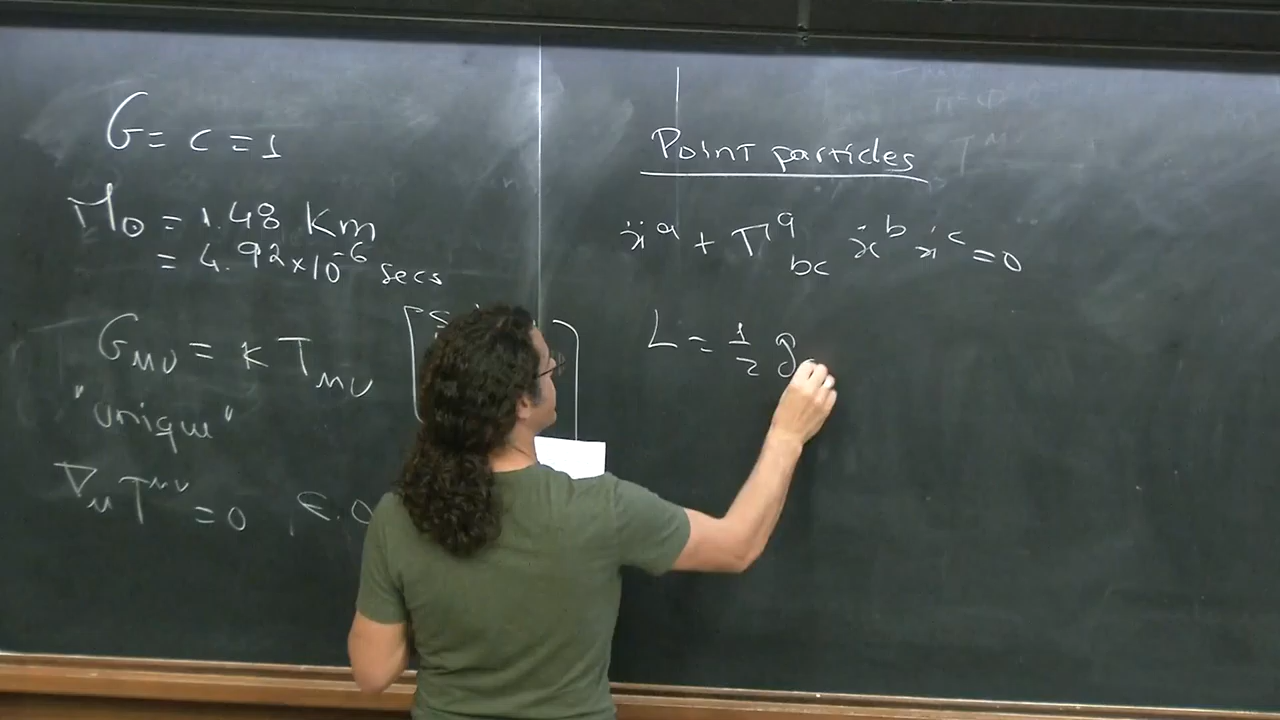 G = c = 1
M⊙ = 1.48 Km
= 4.92×10⁻⁶ secs
G_μν = κ T_μν
"unique"
∇_μ T^μν = 0 , E.O
Point particles
ẍ^a + Γ^a_bc ẋ^b ẋ^c = 0
L = 1/2 g